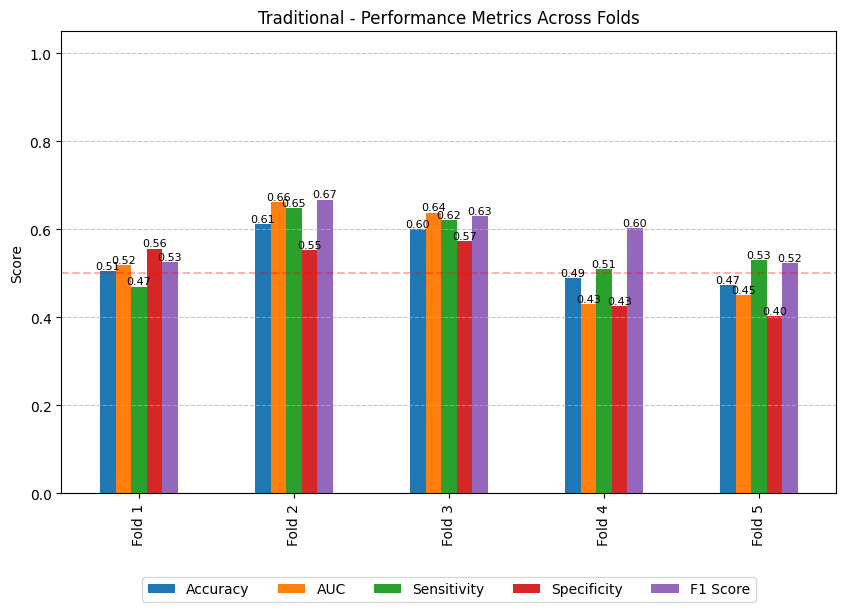 Traditional - Performance Metrics Across Folds
Score
1.0
0.8
0.6
0.4
0.2
0.0
0.51 0.52 0.47 0.56 0.53
0.61 0.66 0.65 0.55 0.67
0.60 0.64 0.62 0.57 0.63
0.49 0.43 0.51 0.43 0.60
0.47 0.45 0.53 0.40 0.52
Fold 1
Fold 2
Fold 3
Fold 4
Fold 5
Accuracy AUC Sensitivity Specificity F1 Score